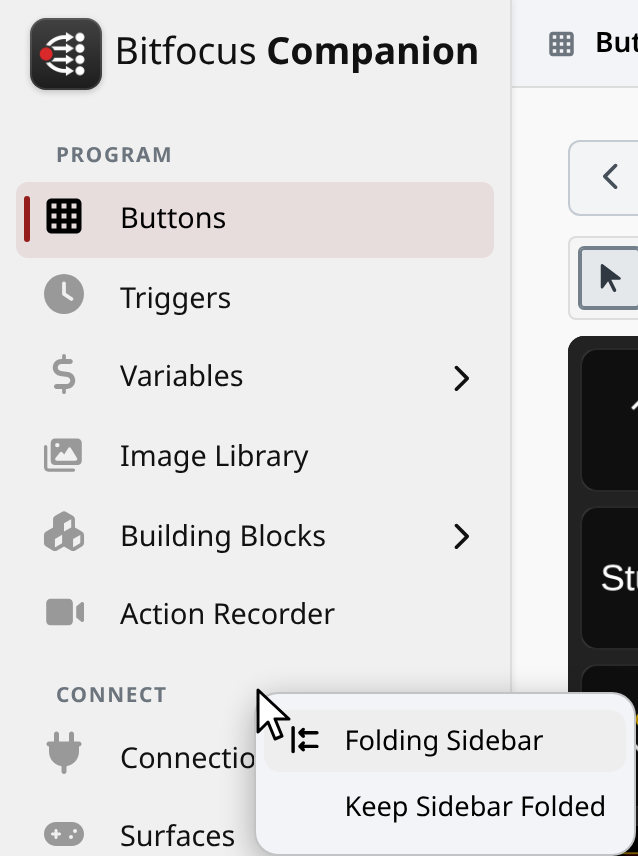 Bitfocus Companion
PROGRAM
Buttons
Triggers
Variables
Image Library
Building Blocks
Action Recorder
CONNECT
Surfaces
Folding Sidebar
Keep Sidebar Folded